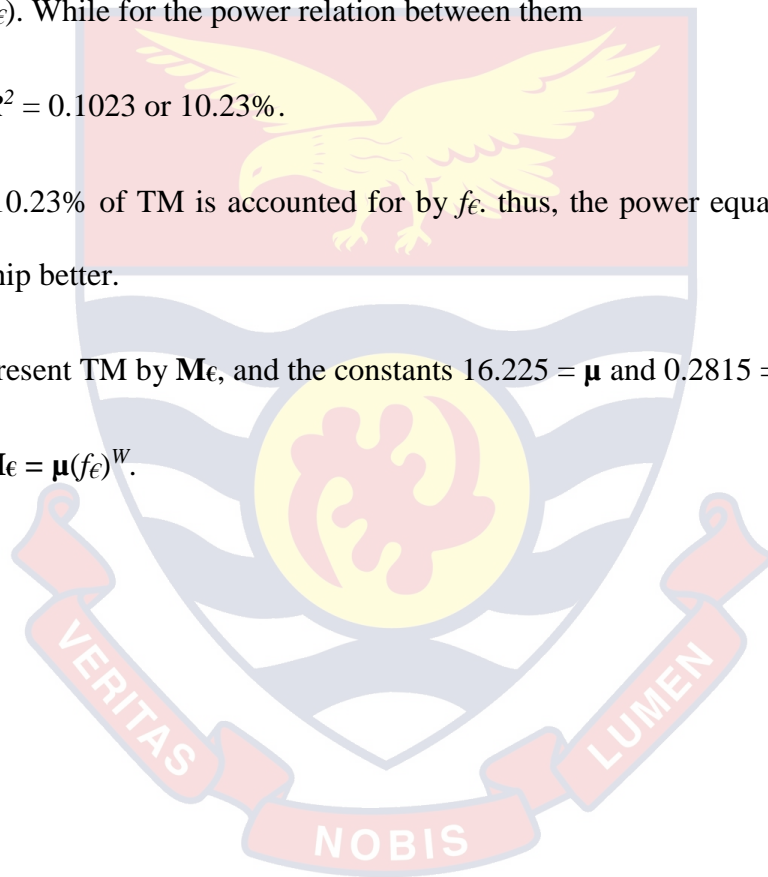 ϵ). While for the power relation between them
² = 0.1023 or 10.23%.
10.23% of TM is accounted for by fϵ. thus, the power equa
ip better.
resent TM by Mϵ, and the constants 16.225 = μ and 0.2815 =
ϵ = μ(fϵ)ᵂ.
VERITAS
NOBIS
LUMEN